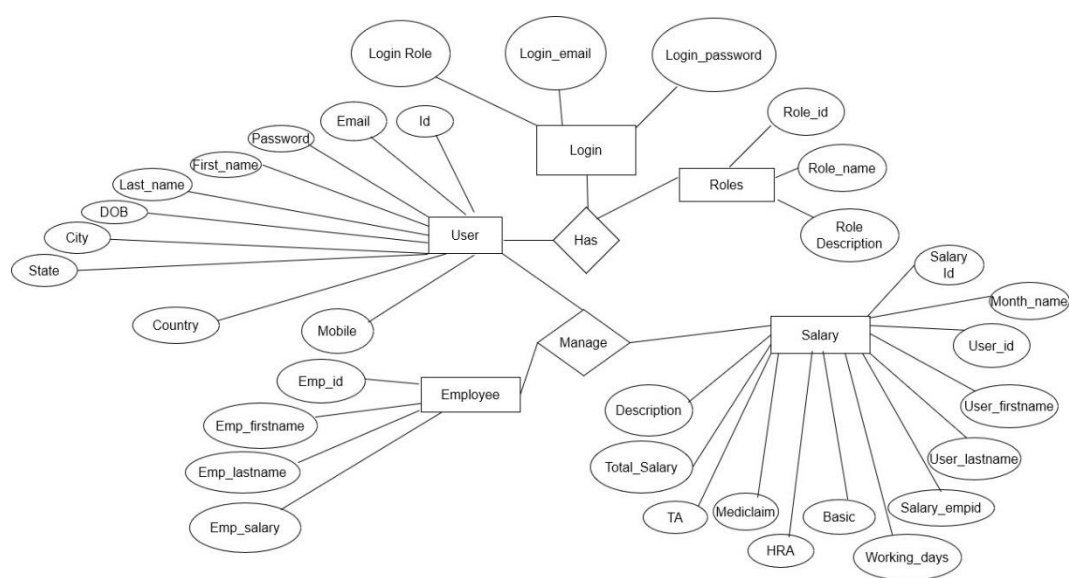 Login Role
Login_email
Login_password
Login
Role_id
Role_name
Role
Description
Roles
Has
Id
Email
Password
First_name
Last_name
DOB
City
State
Country
Mobile
User
Manage
Emp_id
Emp_firstname
Emp_lastname
Emp_salary
Employee
Salary
Id
Month_name
User_id
User_firstname
User_lastname
Salary_empid
Working_days
Basic
HRA
Mediclaim
TA
Total_Salary
Description
Salary